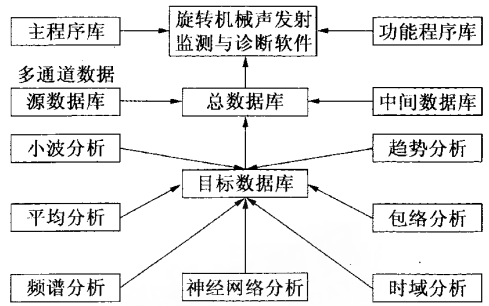 主程序库
旋转机械声发射
监测与诊断软件
功能程序库
多通道数据
源数据库
总数据库
中间数据库
小波分析
趋势分析
目标数据库
平均分析
包络分析
频谱分析
神经网络分析
时域分析